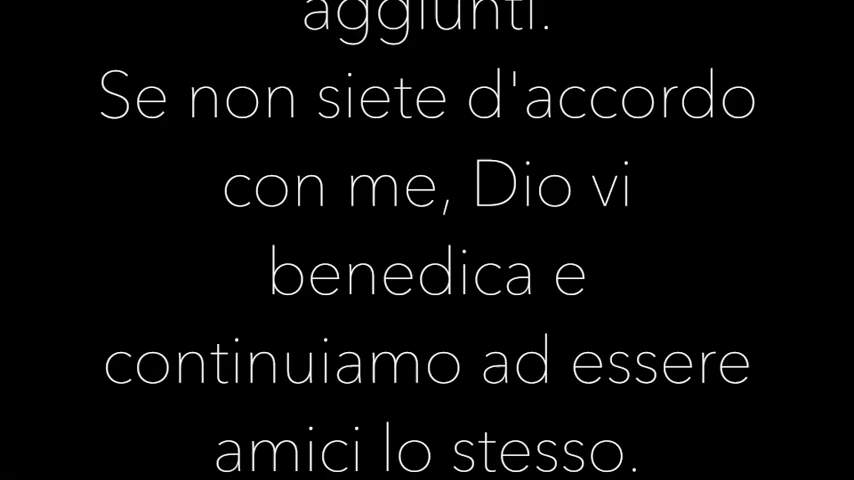 aggiunti.
Se non siete d'accordo
con me, Dio vi
benedica e
continuiamo ad essere
amici lo stesso.